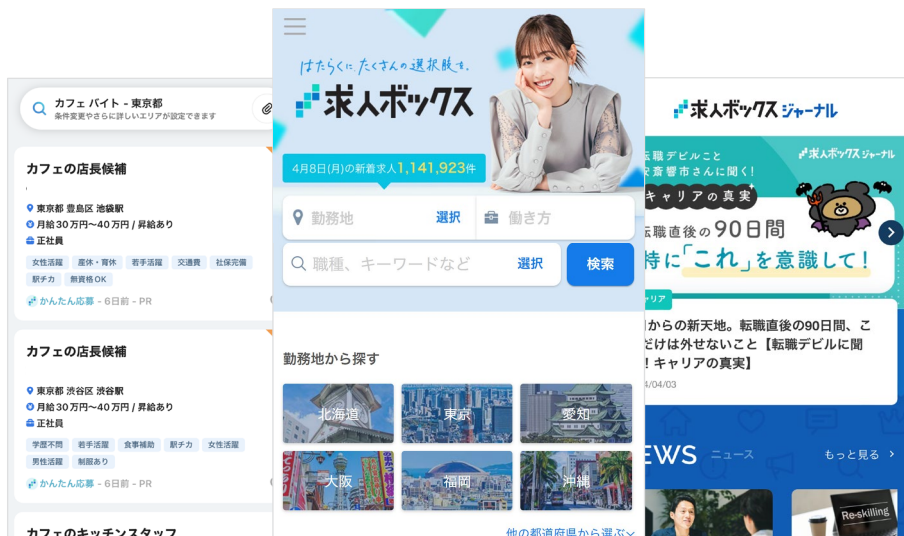 カフェ バイト - 東京都
条件変更やさらに詳しいエリアが設定できます
カフェの店長候補
東京都 豊島区 池袋駅
月給30万円〜40万円 / 昇給あり
正社員
女性活躍 産休・育休 若手活躍 交通費 社保完備
駅チカ 無資格OK
かんたん応募 - 6日前 - PR
カフェの店長候補
東京都 渋谷区 渋谷駅
月給30万円〜40万円 / 昇給あり
正社員
学歴不問 若手活躍 食事補助 駅チカ 女性活躍
男性活躍 制服あり
かんたん応募 - 6日前 - PR
カフェのキッチンスタッフ
はたらくに、たくさんの選択肢を。
求人ボックス
4月8日(月)の新着求人1,141,923件
勤務地 選択 働き方
職種、キーワードなど 選択 検索
勤務地から探す
北海道 東京 愛知
大阪 福岡 沖縄
他の都道府県から選ぶ
求人ボックス ジャーナル
求人ボックス ジャーナル
転職デビルこと
安斎響市さんに聞く!
キャリアの真実
転職直後の90日間
特に「これ」を意識して!
リア
からの新天地。転職直後の90日間、こ
だけは外せないこと【転職デビルに聞
!キャリアの真実】
/04/03
EWS ニュース もっと見る
Re-skilling